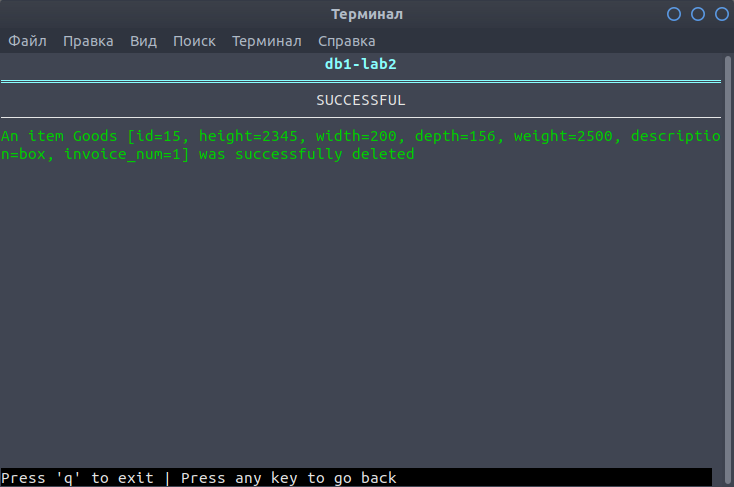 Терминал
Файл Правка Вид Поиск Терминал Справка
db1-lab2
SUCCESSFUL
An item Goods [id=15, height=2345, width=200, depth=156, weight=2500, descriptio
n=box, invoice_num=1] was successfully deleted
Press 'q' to exit | Press any key to go back